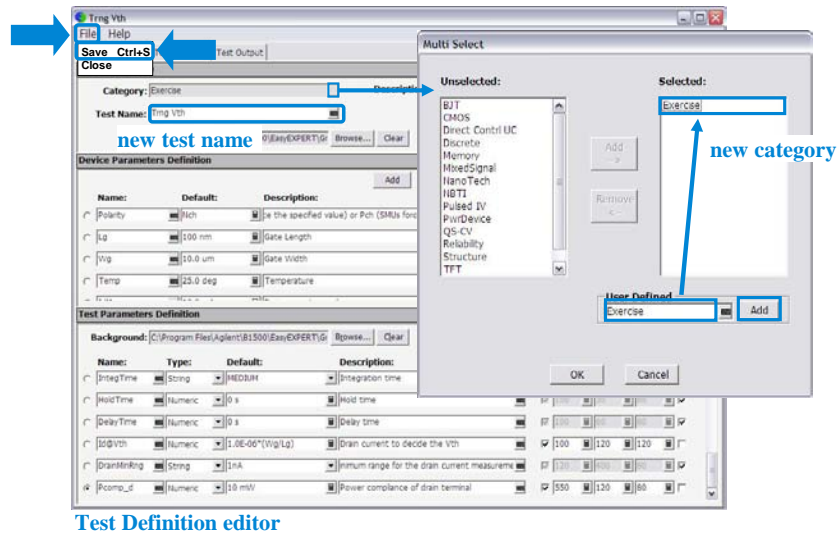 Trng Vth
File Help
Save Ctrl+S
Close
Test Output
Category: Exercise
Test Name: Trng Vth
new test name
Browse... Clear
Device Parameters Definition
Add
Name: Default: Description:
Polarity Nch (SMUs
Lg 100 nm Gate Length
Wg 10.0 um Gate Width
Temp 25.0 deg Temperature
Test Parameters Definition
Background: C:\Program Files\Agilent\B1500\EasyEXPERT\G Browse... Clear
Name: Type: Default: Description:
IntegTime String MEDIUM Integration time
HoldTime Numeric 0 s Hold time
DelayTime Numeric 0 s Delay time
Id@Vth Numeric 1.0E-06*(Wg/Lg) Drain current to decide the Vth 100 120 120
DrainMinRng String 1nA range for the drain current
Pcomp_d Numeric 10 mW Power compliance of drain terminal 550 120 60
Multi Select
Unselected:
BJT
CMOS
Direct Contrl UC
Discrete
Memory
MixedSignal
NanoTech
NBTI
Pulsed IV
PwrDevice
QS-CV
Reliability
Structure
TFT
Add
-->
Remove
<--
Selected:
Exercise
new category
User Defined
Exercise Add
OK Cancel
Test Definition editor